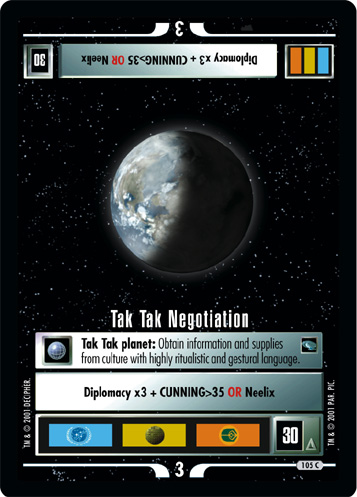 3
Diplomacy x3 + CUNNING>35 OR Neelix
30
Tak Tak Negotiation
Tak Tak planet: Obtain information and supplies
from culture with highly ritualistic and gestural language.
Diplomacy x3 + CUNNING>35 OR Neelix
30
TM & © 2001 DECIPHER.
TM & © 2001 PAR. PIC.
3
105 C